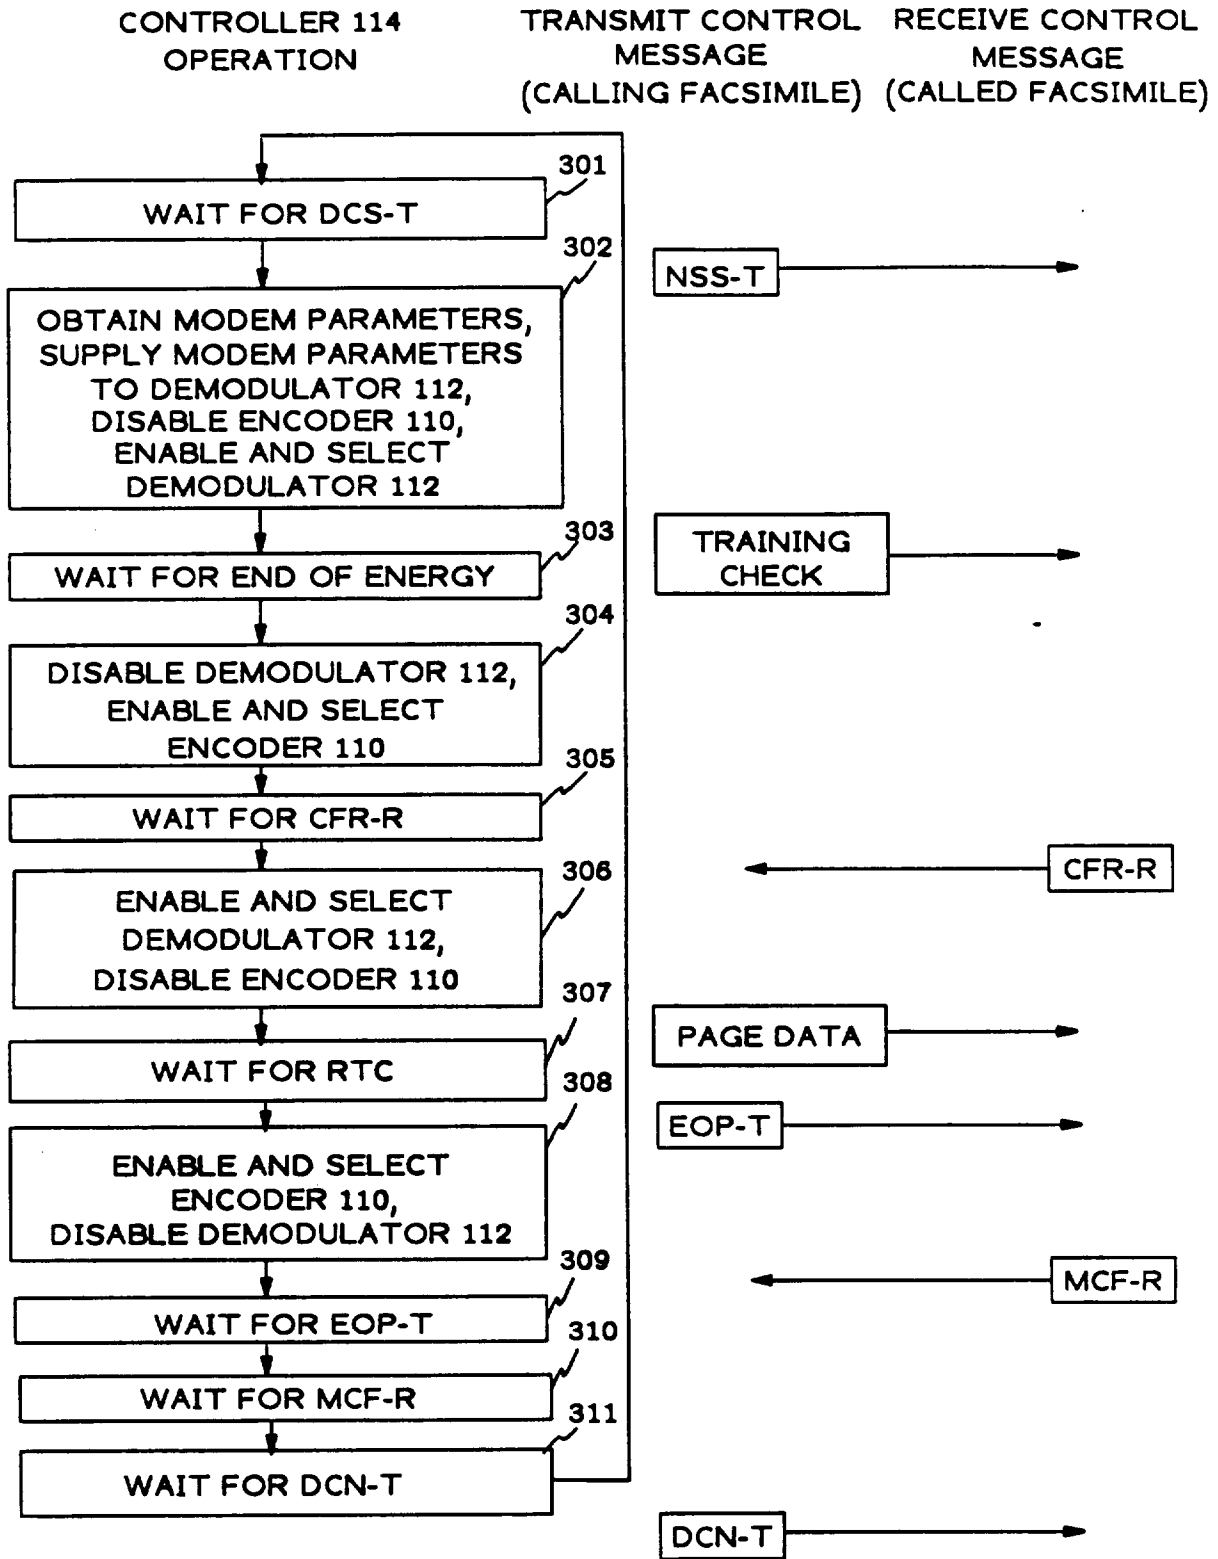 CONTROLLER 114
OPERATION
TRANSMIT CONTROL
MESSAGE
(CALLING FACSIMILE)
RECEIVE CONTROL
MESSAGE
(CALLED FACSIMILE)
301
WAIT FOR DCS-T
302
OBTAIN MODEM PARAMETERS,
SUPPLY MODEM PARAMETERS
TO DEMODULATOR 112,
DISABLE ENCODER 110,
ENABLE AND SELECT
DEMODULATOR 112
303
WAIT FOR END OF ENERGY
304
DISABLE DEMODULATOR 112,
ENABLE AND SELECT
ENCODER 110
305
WAIT FOR CFR-R
306
ENABLE AND SELECT
DEMODULATOR 112,
DISABLE ENCODER 110
307
WAIT FOR RTC
308
ENABLE AND SELECT
ENCODER 110,
DISABLE DEMODULATOR 112
309
WAIT FOR EOP-T
310
WAIT FOR MCF-R
311
WAIT FOR DCN-T
NSS-T
TRAINING
CHECK
CFR-R
PAGE DATA
EOP-T
MCF-R
DCN-T